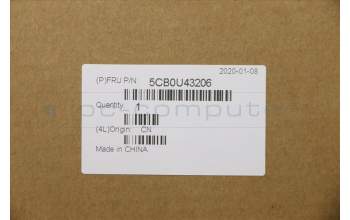 2020-01-08
(P)FRU P/N 5CB0U43206
Quantity 1
(4L)Origin: CN
Made in CHINA